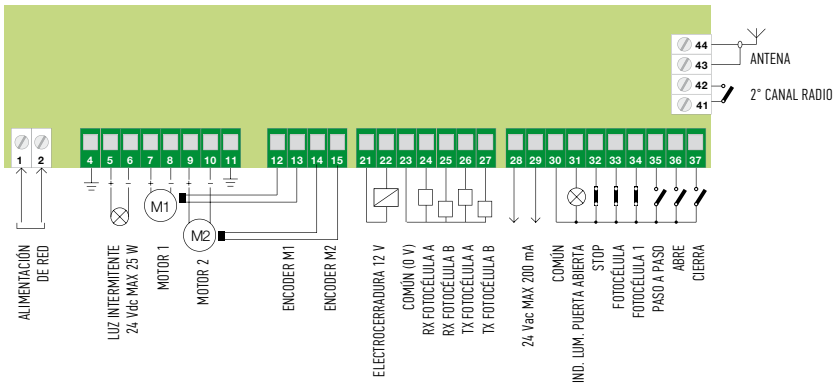 44
43
ANTENA
42
41
2° CANAL RADIO
1 2
4 5 6 7 8 9 10 11
12 13 14 15
21 22 23 24 25 26 27
28 29 30 31 32 33 34 35 36 37
+ - + - + -
M1
M2
ALIMENTACIÓN
DE RED
LUZ INTERMITENTE
24 Vdc MAX 25 W
MOTOR 1
MOTOR 2
ENCODER M1
ENCODER M2
ELECTROCERRADURA 12 V
COMÚN (0 V)
RX FOTOCÉLULA A
RX FOTOCÉLULA B
TX FOTOCÉLULA A
TX FOTOCÉLULA B
24 Vac MAX 200 mA
COMÚN
IND. LUM. PUERTA ABIERTA
STOP
FOTOCÉLULA
FOTOCÉLULA 1
PASO A PASO
ABRE
CIERRA